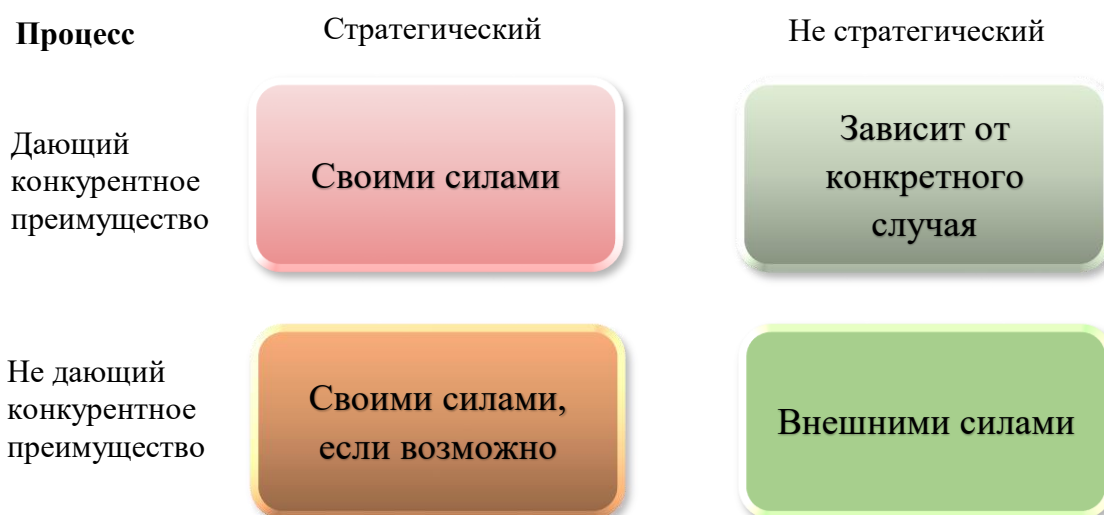 Процесс
Стратегический
Не стратегический
Дающий
конкурентное
преимущество
Своими силами
Зависит от
конкретного
случая
Не дающий
конкурентное
преимущество
Своими силами,
если возможно
Внешними силами